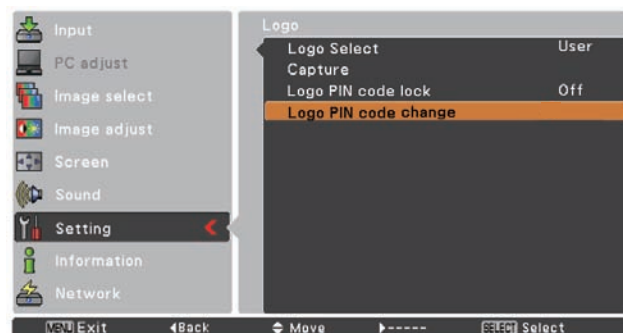 Input
PC adjust
Image select
Image adjust
Screen
Sound
Setting
Information
Network
Logo
Logo Select User
Capture
Logo PIN code lock Off
Logo PIN code change
MENU Exit ◀Back Move ▶----- SELECT Select